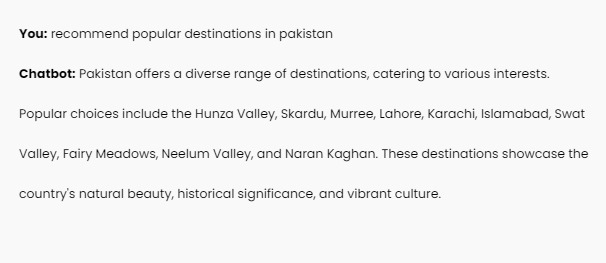 You: recommend popular destinations in pakistan
Chatbot: Pakistan offers a diverse range of destinations, catering to various interests.
Popular choices include the Hunza Valley, Skardu, Murree, Lahore, Karachi, Islamabad, Swat
Valley, Fairy Meadows, Neelum Valley, and Naran Kaghan. These destinations showcase the
country's natural beauty, historical significance, and vibrant culture.